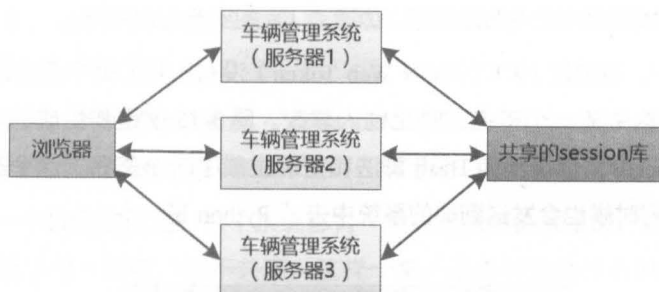 车辆管理系统
（服务器1）
浏览器
车辆管理系统
（服务器2）
共享的session库
车辆管理系统
（服务器3）